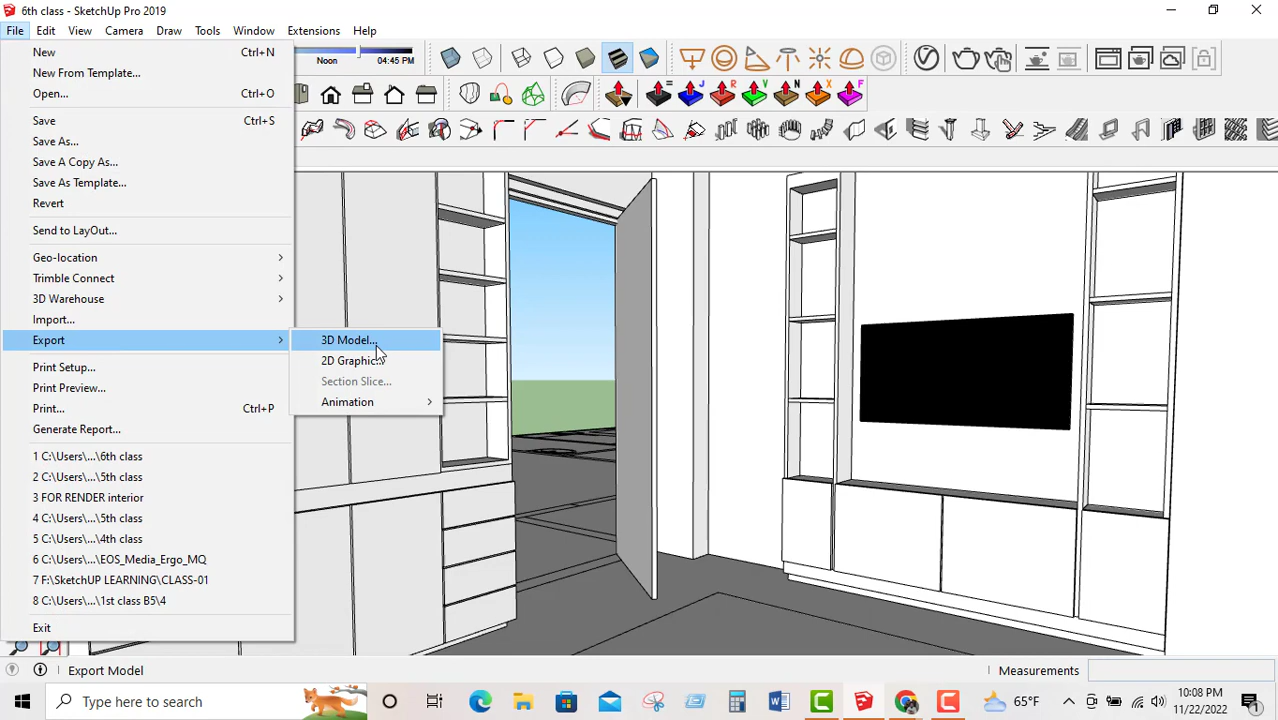 6th class - SketchUp Pro 2019
File Edit View Camera Draw Tools Window Extensions Help
New Ctrl+N
Noon 04:45 PM
New From Template...
Open... Ctrl+O
Save Ctrl+S
Save As...
Save A Copy As...
Save As Template...
Revert
Send to LayOut...
Geo-location
Trimble Connect
3D Warehouse
Import...
Export
3D Model...
2D Graphic...
Section Slice...
Animation
Print Setup...
Print Preview...
Print... Ctrl+P
Generate Report...
1 C:\Users\...\6th class
2 C:\Users\...\5th class
3 FOR RENDER interior
4 C:\Users\...\5th class
5 C:\Users\...\4th class
6 C:\Users\...\EOS_Media_Ergo_MQ
7 F:\SketchUP LEARNING\CLASS-01
8 C:\Users\...\1st class B5\4
Exit
Export Model
Measurements
Type here to search
65°F
10:08 PM
11/22/2022